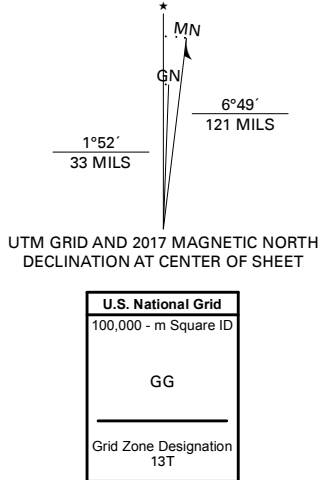 ★
MN
GN
6°49´
121 MILS
1°52´
33 MILS
UTM GRID AND 2017 MAGNETIC NORTH
DECLINATION AT CENTER OF SHEET
U.S. National Grid
100,000 - m Square ID
GG
Grid Zone Designation
13T